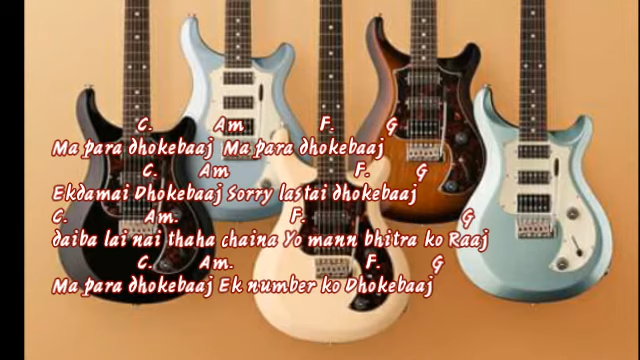 C. Am F. G
Ma para dhokebaaj Ma para dhokebaaj
C. Am F. G
Ekdamai Dhokebaaj Sorry lastai dhokebaaj
C. Am. F. G
daiba lai nai thaha chaina Yo mann bhitra ko Raaj
C. Am. F. G
Ma para dhokebaaj Ek number ko Dhokebaaj